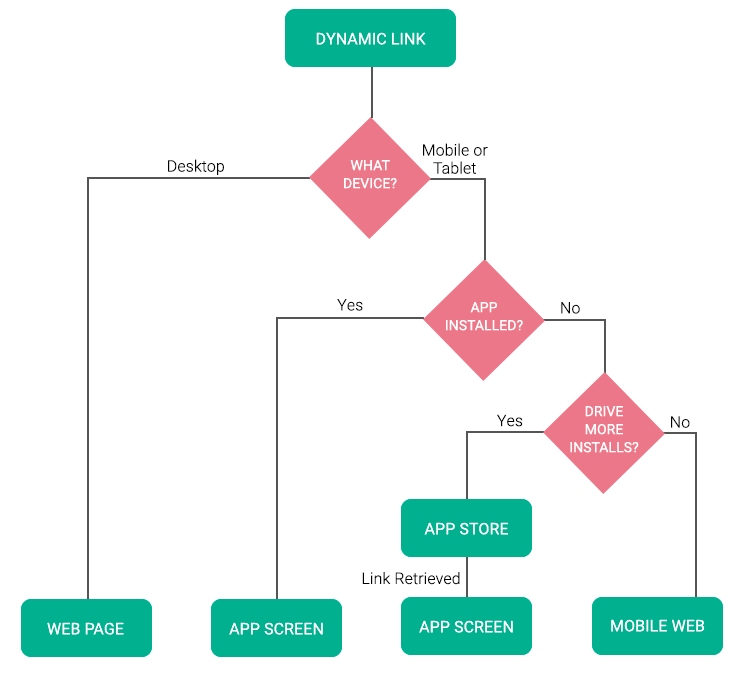 DYNAMIC LINK
WHAT
DEVICE?
Desktop
Mobile or
Tablet
APP
INSTALLED?
Yes
No
DRIVE
MORE
INSTALLS?
Yes
No
APP STORE
Link Retrieved
WEB PAGE
APP SCREEN
APP SCREEN
MOBILE WEB